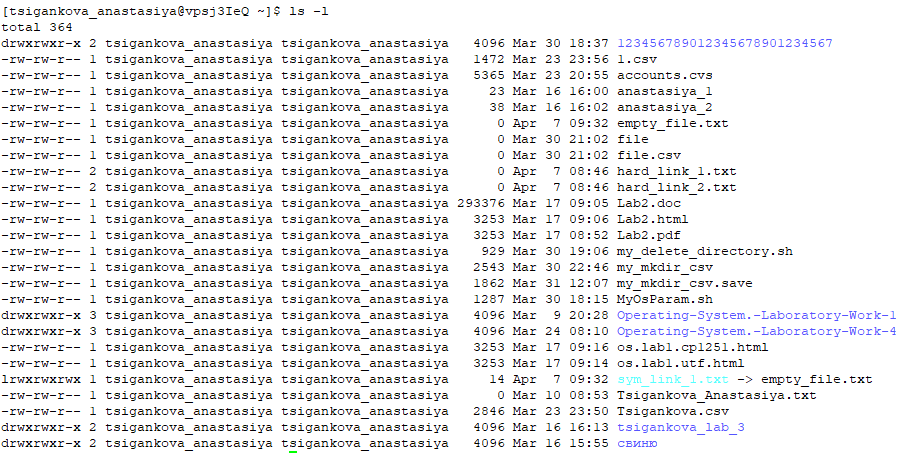 [tsigankova_anastasiya@vpsj3IeQ ~]$ ls -l
total 364
drwxrwxr-x 2 tsigankova_anastasiya tsigankova_anastasiya   4096 Mar 30 18:37 123456789012345678901234567
-rw-rw-r-- 1 tsigankova_anastasiya tsigankova_anastasiya   1472 Mar 23 23:56 1.csv
-rw-rw-r-- 1 tsigankova_anastasiya tsigankova_anastasiya   5365 Mar 23 20:55 accounts.cvs
-rw-rw-r-- 1 tsigankova_anastasiya tsigankova_anastasiya     23 Mar 16 16:00 anastasiya_1
-rw-rw-r-- 1 tsigankova_anastasiya tsigankova_anastasiya     38 Mar 16 16:02 anastasiya_2
-rw-rw-r-- 1 tsigankova_anastasiya tsigankova_anastasiya      0 Apr  7 09:32 empty_file.txt
-rw-rw-r-- 1 tsigankova_anastasiya tsigankova_anastasiya      0 Mar 30 21:02 file
-rw-rw-r-- 1 tsigankova_anastasiya tsigankova_anastasiya      0 Mar 30 21:02 file.csv
-rw-rw-r-- 2 tsigankova_anastasiya tsigankova_anastasiya      0 Apr  7 08:46 hard_link_1.txt
-rw-rw-r-- 2 tsigankova_anastasiya tsigankova_anastasiya      0 Apr  7 08:46 hard_link_2.txt
-rw-rw-r-- 1 tsigankova_anastasiya tsigankova_anastasiya 293376 Mar 17 09:05 Lab2.doc
-rw-rw-r-- 1 tsigankova_anastasiya tsigankova_anastasiya   3253 Mar 17 09:06 Lab2.html
-rw-rw-r-- 1 tsigankova_anastasiya tsigankova_anastasiya   3253 Mar 17 08:52 Lab2.pdf
-rw-rw-r-- 1 tsigankova_anastasiya tsigankova_anastasiya    929 Mar 30 19:06 my_delete_directory.sh
-rw-rw-r-- 1 tsigankova_anastasiya tsigankova_anastasiya   2543 Mar 30 22:46 my_mkdir_csv
-rw-rw-r-- 1 tsigankova_anastasiya tsigankova_anastasiya   1862 Mar 31 12:07 my_mkdir_csv.save
-rw-rw-r-- 1 tsigankova_anastasiya tsigankova_anastasiya   1287 Mar 30 18:15 MyOsParam.sh
drwxrwxr-x 3 tsigankova_anastasiya tsigankova_anastasiya   4096 Mar  9 20:28 Operating-System.-Laboratory-Work-1
drwxrwxr-x 3 tsigankova_anastasiya tsigankova_anastasiya   4096 Mar 24 08:10 Operating-System.-Laboratory-Work-4
-rw-rw-r-- 1 tsigankova_anastasiya tsigankova_anastasiya   3253 Mar 17 09:16 os.lab1.cp1251.html
-rw-rw-r-- 1 tsigankova_anastasiya tsigankova_anastasiya   3253 Mar 17 09:14 os.lab1.utf.html
lrwxrwxrwx 1 tsigankova_anastasiya tsigankova_anastasiya     14 Apr  7 09:32 sym_link_1.txt -> empty_file.txt
-rw-rw-r-- 1 tsigankova_anastasiya tsigankova_anastasiya      0 Mar 10 08:53 Tsigankova_Anastasiya.txt
-rw-rw-r-- 1 tsigankova_anastasiya tsigankova_anastasiya   2846 Mar 23 23:50 Tsigankova.csv
drwxrwxr-x 2 tsigankova_anastasiya tsigankova_anastasiya   4096 Mar 16 16:13 tsigankova_lab_3
drwxrwxr-x 2 tsigankova_anastasiya tsigankova_anastasiya   4096 Mar 16 15:55 свиню